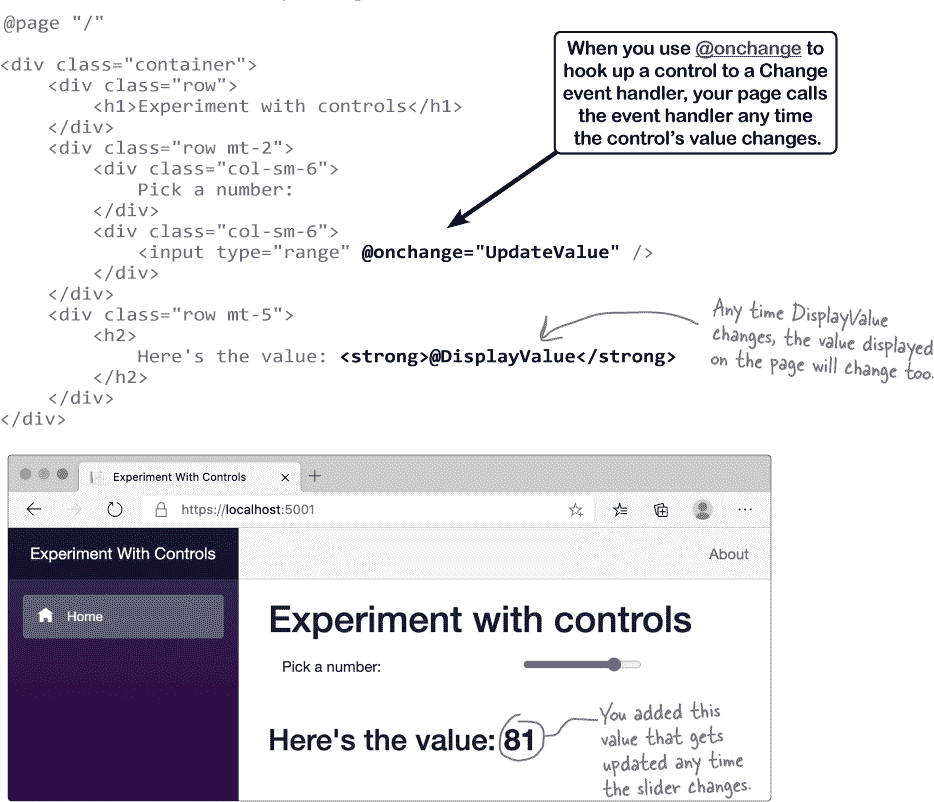 @page "/"
<div class="container">
    <div class="row">
        <h1>Experiment with controls</h1>
    </div>
    <div class="row mt-2">
        <div class="col-sm-6">
            Pick a number:
        </div>
        <div class="col-sm-6">
            <input type="range" @onchange="UpdateValue" />
        </div>
    </div>
    <div class="row mt-5">
        <h2>
            Here's the value: <strong>@DisplayValue</strong>
        </h2>
    </div>
</div>
When you use @onchange to
hook up a control to a Change
event handler, your page calls
the event handler any time
the control’s value changes.
Any time DisplayValue
changes, the value displayed
on the page will change too.
Experiment With Controls
https://localhost:5001
Experiment With Controls
About
Home
Experiment with controls
Pick a number:
Here's the value: 81
You added this
value that gets
updated any time
the slider changes.